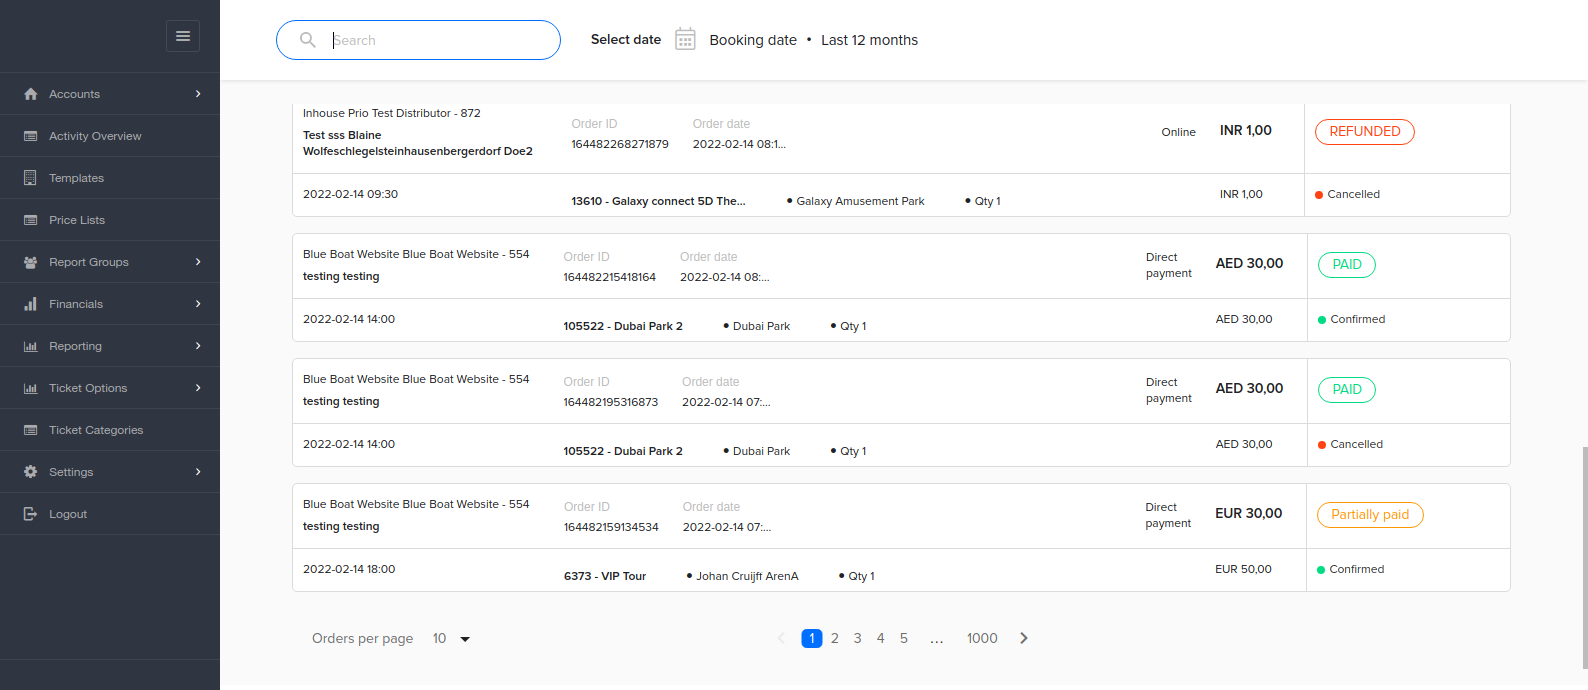 Search
Select date Booking date • Last 12 months
Accounts
Activity Overview
Templates
Price Lists
Report Groups
Financials
Reporting
Ticket Options
Ticket Categories
Settings
Logout
Inhouse Prio Test Distributor - 872
Test sss Blaine
Wolfeschlegelsteinhausenbergerdorf Doe2
Order ID
164482268271879
Order date
2022-02-14 08:1...
Online
INR 1,00
REFUNDED
2022-02-14 09:30
13610 - Galaxy connect 5D The...
• Galaxy Amusement Park
• Qty 1
INR 1,00
Cancelled
Blue Boat Website Blue Boat Website - 554
testing testing
Order ID
164482215418164
Order date
2022-02-14 08:...
Direct
payment
AED 30,00
PAID
2022-02-14 14:00
105522 - Dubai Park 2
• Dubai Park
• Qty 1
AED 30,00
Confirmed
Blue Boat Website Blue Boat Website - 554
testing testing
Order ID
164482195316873
Order date
2022-02-14 07:...
Direct
payment
AED 30,00
PAID
2022-02-14 14:00
105522 - Dubai Park 2
• Dubai Park
• Qty 1
AED 30,00
Cancelled
Blue Boat Website Blue Boat Website - 554
testing testing
Order ID
164482159134534
Order date
2022-02-14 07:...
Direct
payment
EUR 30,00
Partially paid
2022-02-14 18:00
6373 - VIP Tour
• Johan Cruijff ArenA
• Qty 1
EUR 50,00
Confirmed
Orders per page 10
1 2 3 4 5 ... 1000